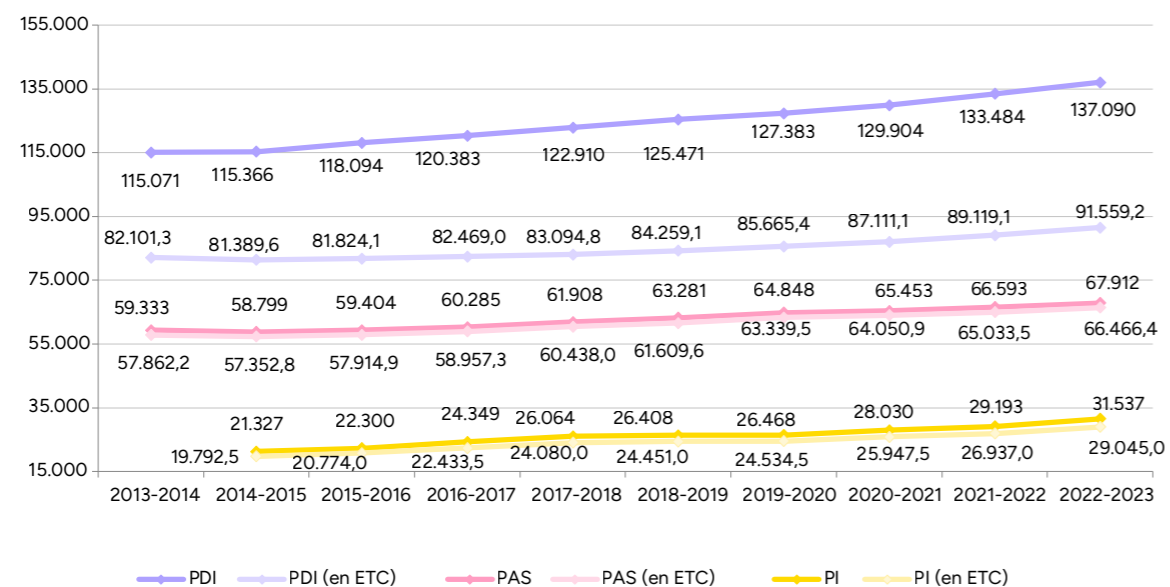 155.000
135.000
115.000
95.000
75.000
55.000
35.000
15.000
115.071 115.366 118.094 120.383 122.910 125.471 127.383 129.904 133.484 137.090
82.101,3 81.389,6 81.824,1 82.469,0 83.094,8 84.259,1 85.665,4 87.111,1 89.119,1 91.559,2
59.333 58.799 59.404 60.285 61.908 63.281 64.848 65.453 66.593 67.912
57.862,2 57.352,8 57.914,9 58.957,3 60.438,0 61.609,6 63.339,5 64.050,9 65.033,5 66.466,4
21.327 22.300 24.349 26.064 26.408 26.468 28.030 29.193 31.537
19.792,5 20.774,0 22.433,5 24.080,0 24.451,0 24.534,5 25.947,5 26.937,0 29.045,0
2013-2014 2014-2015 2015-2016 2016-2017 2017-2018 2018-2019 2019-2020 2020-2021 2021-2022 2022-2023
PDI PDI (en ETC) PAS PAS (en ETC) PI PI (en ETC)